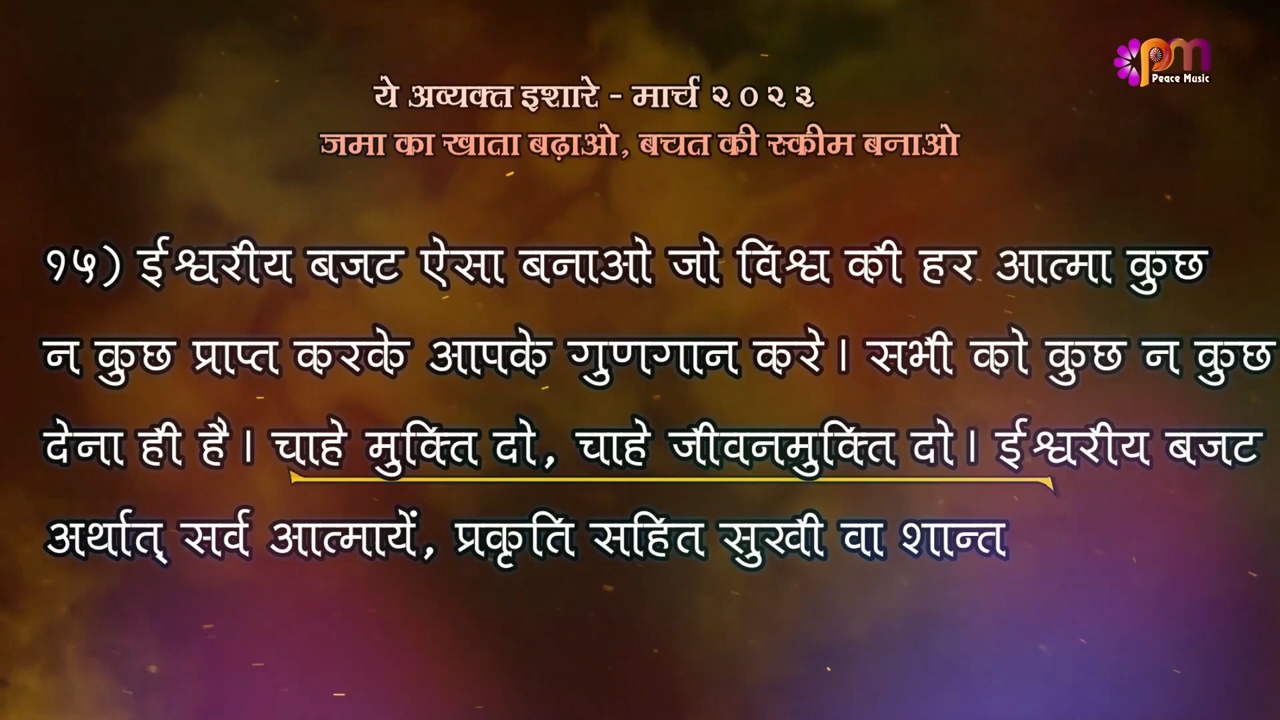 pm
Peace Music
ये अव्यक्त इशारे - मार्च २०२३
जमा का खाता बढ़ाओ, बचत की स्कीम बनाओ
१५) ईश्वरीय बजट ऐसा बनाओ जो विश्व की हर आत्मा कुछ
न कुछ प्राप्त करके आपके गुणगान करे। सभी को कुछ न कुछ
देना ही है। चाहे मुक्ति दो, चाहे जीवनमुक्ति दो। ईश्वरीय बजट
अर्थात् सर्व आत्मायें, प्रकृति सहित सुखी वा शान्त